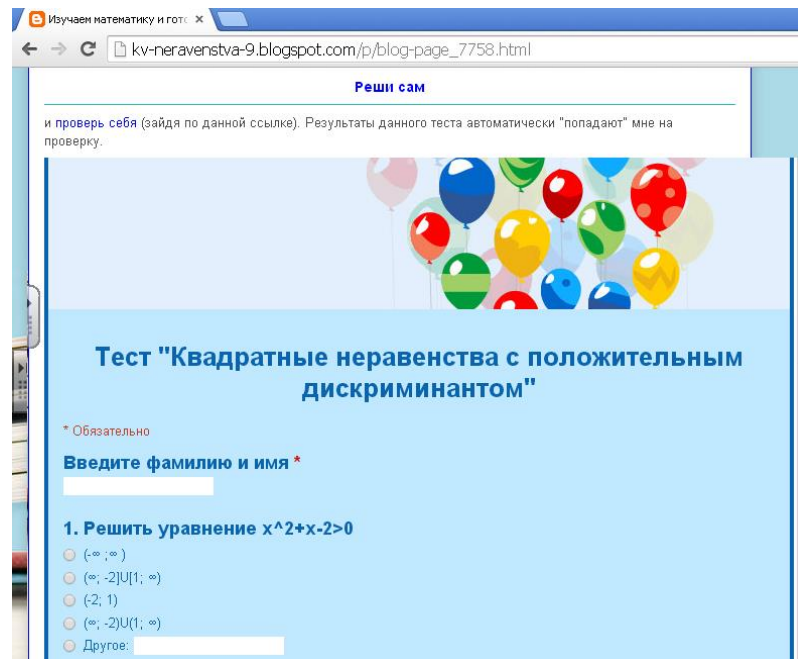 Изучаем математику и гото
kv-neravenstva-9.blogspot.com/p/blog-page_7758.html
Реши сам
и проверь себя (зайдя по данной ссылке). Результаты данного теста автоматически "попадают" мне на
проверку.
Тест "Квадратные неравенства с положительным
дискриминантом"
* Обязательно
Введите фамилию и имя *
1. Решить уравнение x^2+x-2>0
(-∞ ;∞ )
(∞; -2]U[1; ∞)
(-2; 1)
(∞; -2)U(1; ∞)
Другое: